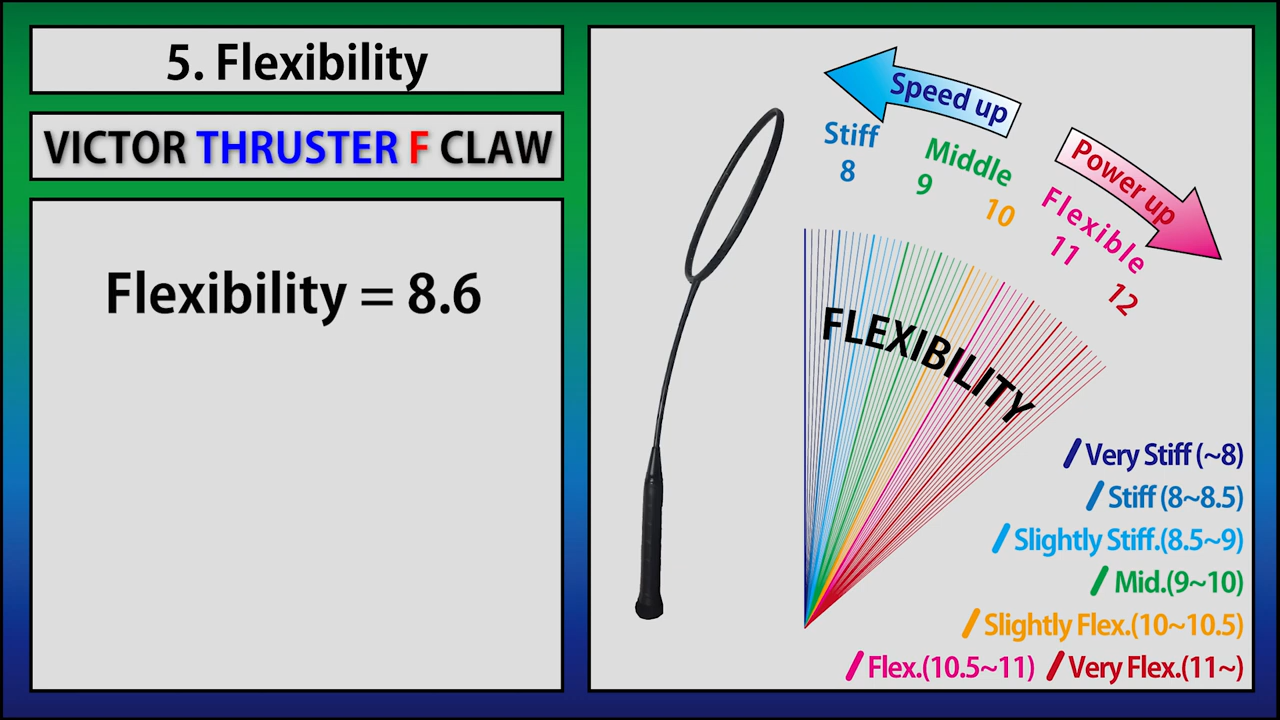 5. Flexibility
VICTOR THRUSTER F CLAW
Flexibility = 8.6
Speed up
Power up
Stiff
Middle
Flexible
8
9
10
11
12
FLEXIBILITY
Very Stiff (~8)
Stiff (8~8.5)
Slightly Stiff.(8.5~9)
Mid.(9~10)
Slightly Flex.(10~10.5)
Flex.(10.5~11) Very Flex.(11~)